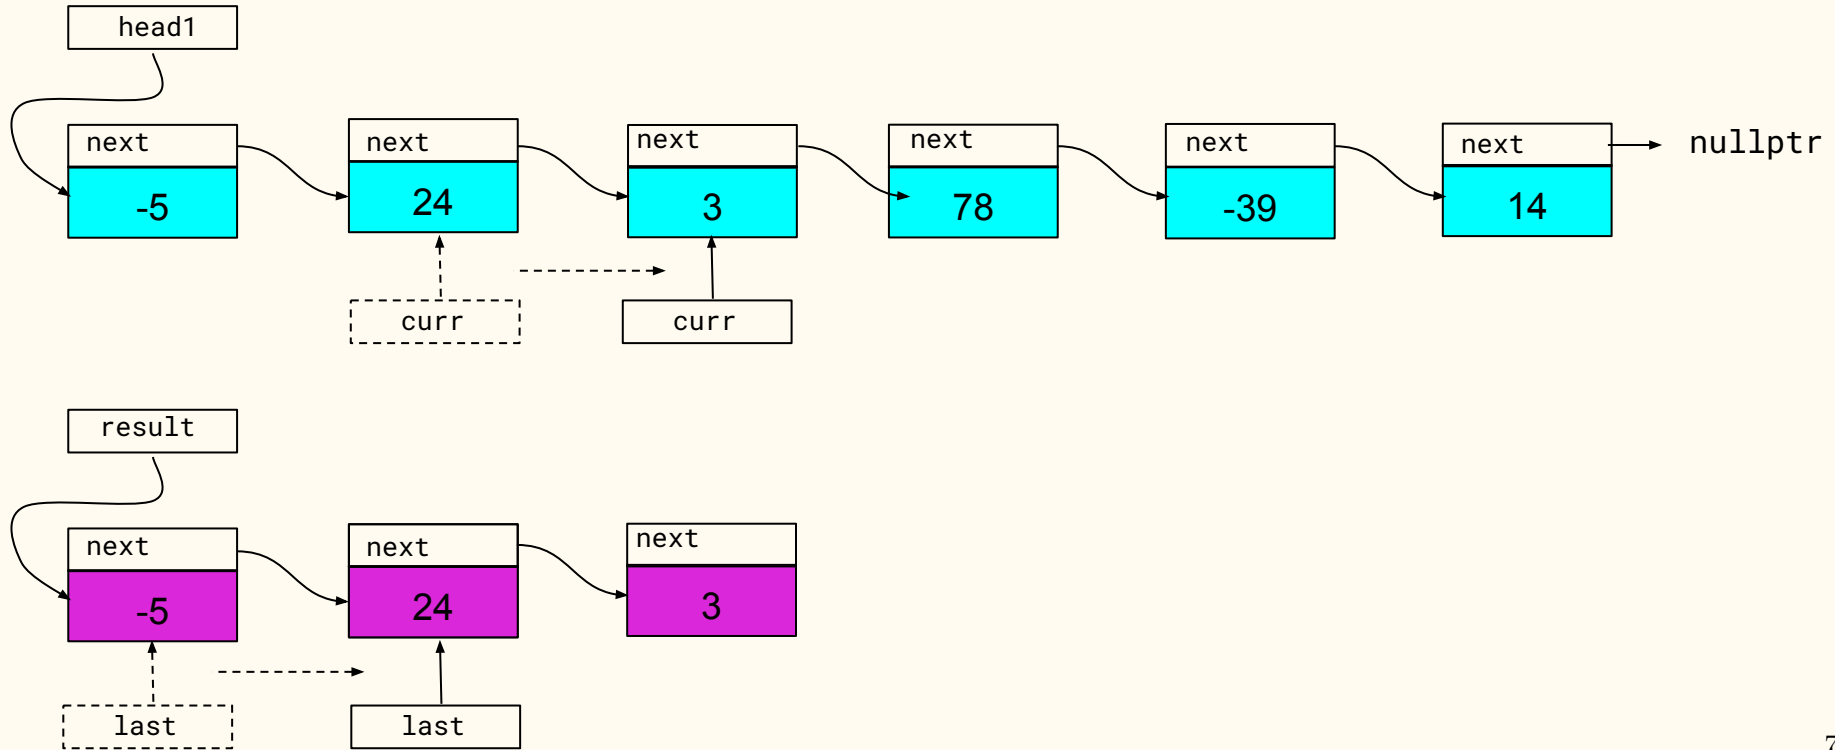 head1
next next next next next next nullptr
-5 24 3 78 -39 14
curr curr
result
next next next
-5 24 3
last last
7